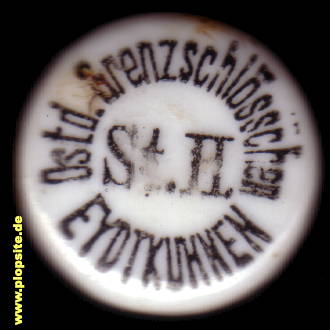 Ostd. Grenzschlösschen
St. II
EYDTKUHNEN
www.plopsite.de